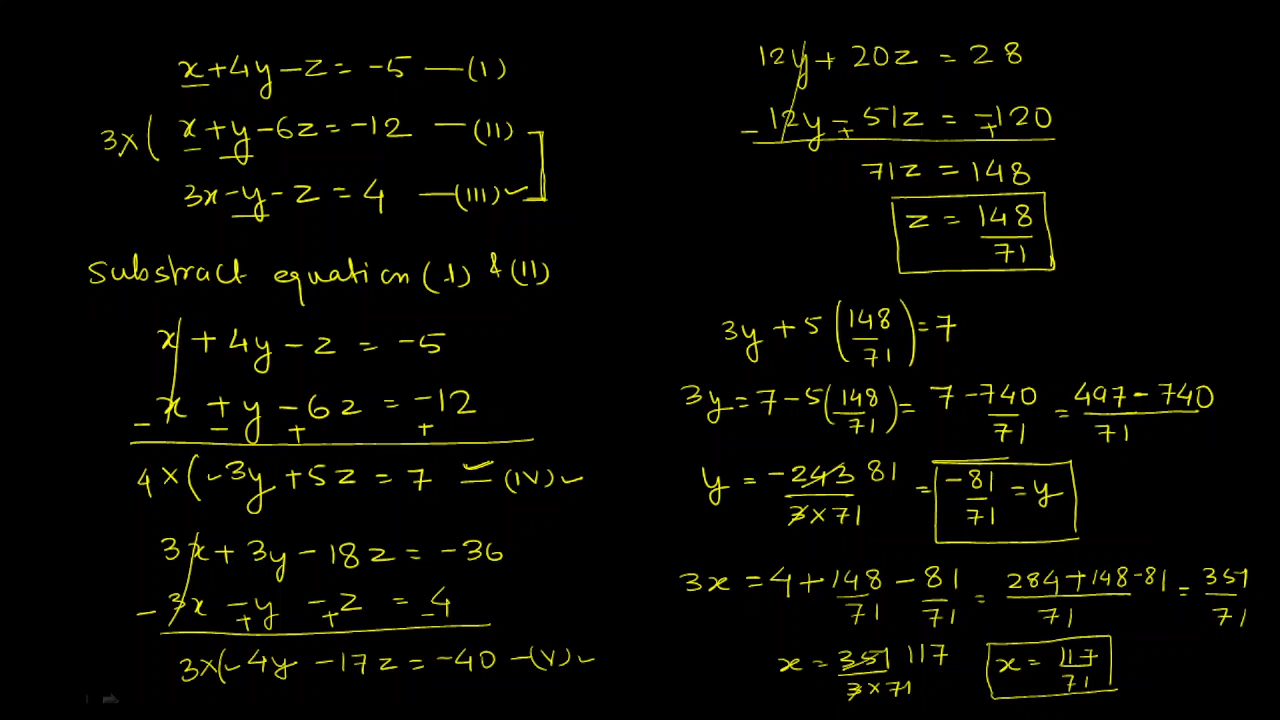 x+4y-z=-5 —(I)
3×( x+y-6z=-12 —(II)
3x-y-z=4 —(III)✓
Substract equation (I) & (II)
x+4y-z=-5
-x+y-6z=-12
- + +
4×( 3y+5z=7 —(IV)✓
3x+3y-18z=-36
-3x-y-z=4
+ + -
3×( 4y-17z=-40 —(V)✓
12y+20z=28
-12y-51z=-120
+ +
71z=148
z=148/71
3y+5(148/71)=7
3y=7-5(148/71)=7-740/71=497-740/71
y=-243 81/3×71=-81/71=y
3x=4+148/71-81/71=284+148-81/71=351/71
x=351 117/3×71 x=117/71